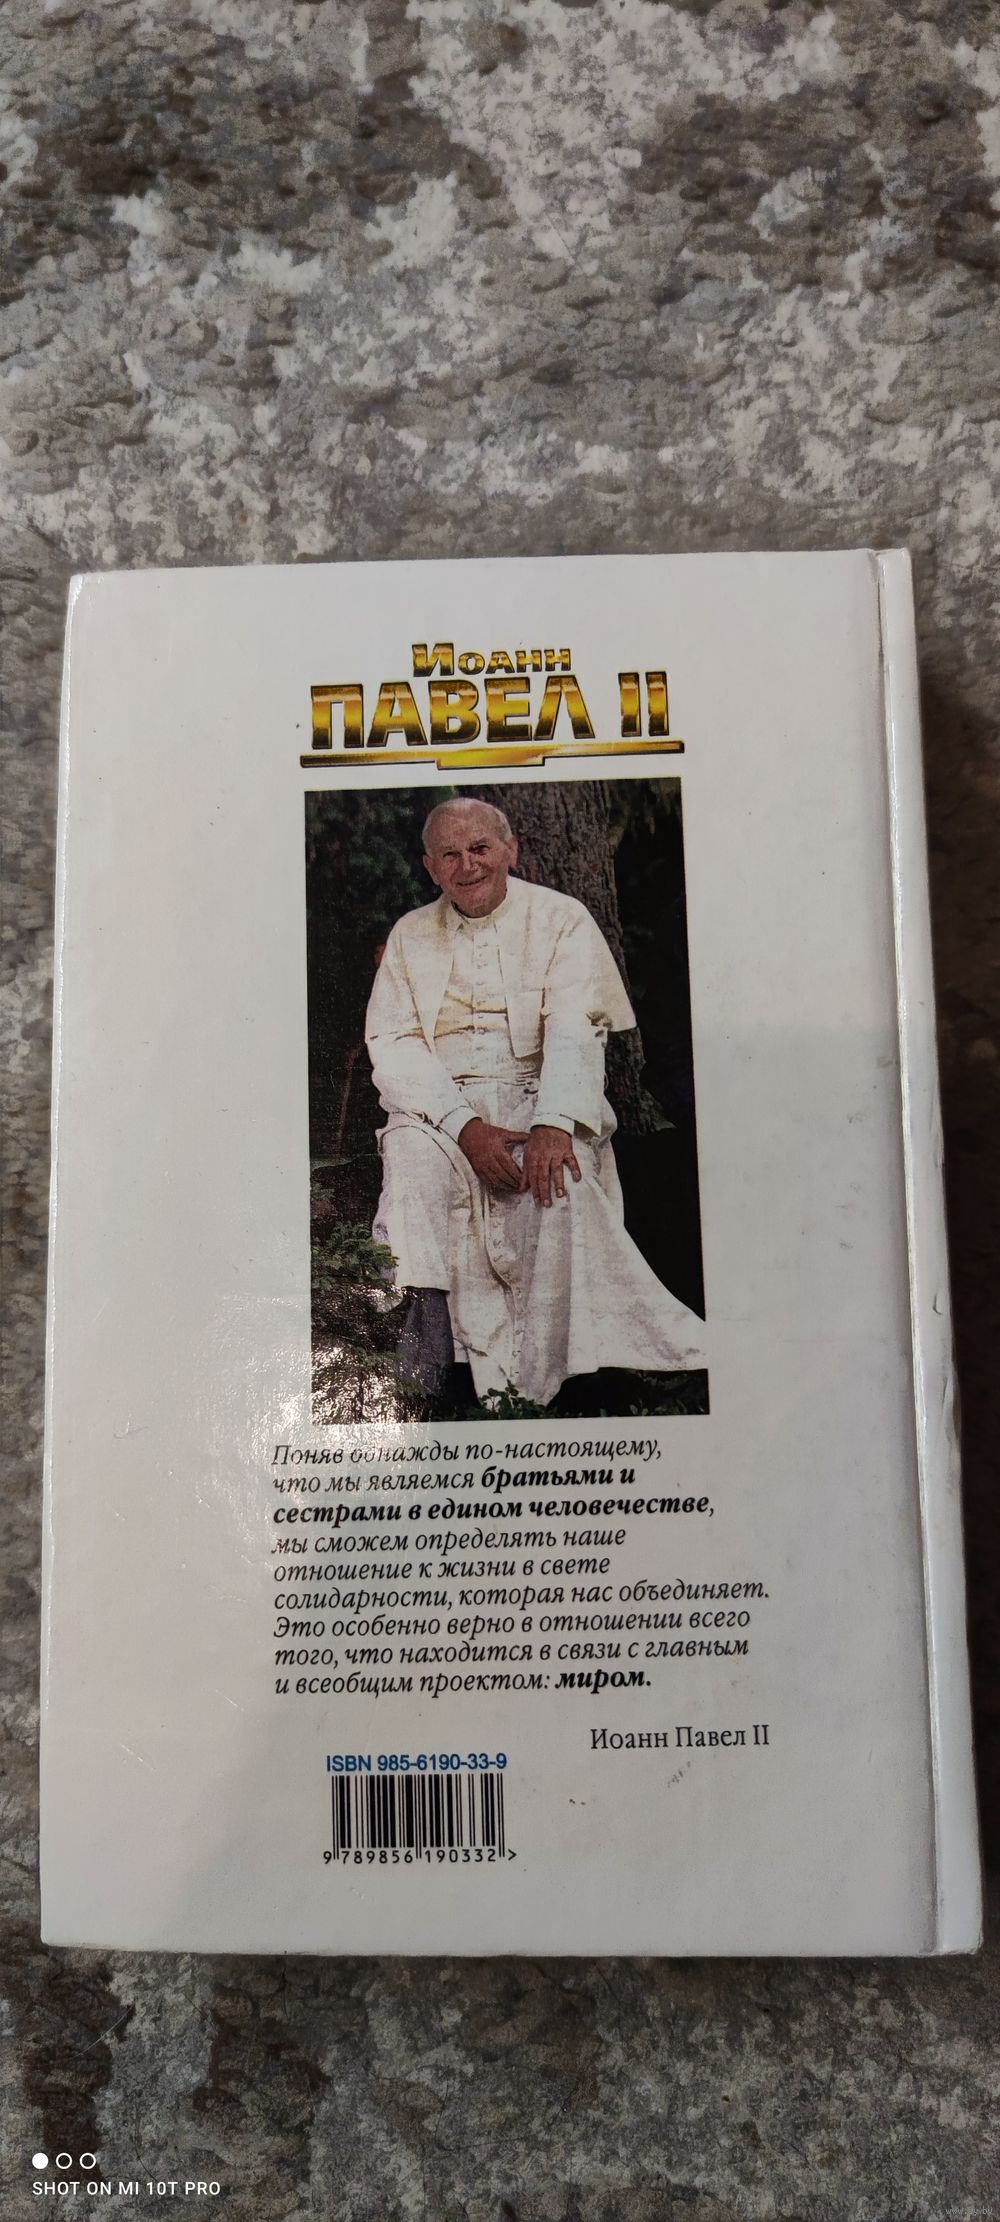 Иоанн
ПАВЕЛ II
Поняв однажды по-настоящему,
что мы являемся братьями и
сестрами в едином человечестве,
мы сможем определять наше
отношение к жизни в свете
солидарности, которая нас объединяет.
Это особенно верно в отношении всего
того, что находится в связи с главным
и всеобщим проектом: миром.
Иоанн Павел II
ISBN 985-6190-33-9
9 789856 190332 >
SHOT ON MI 10T PRO